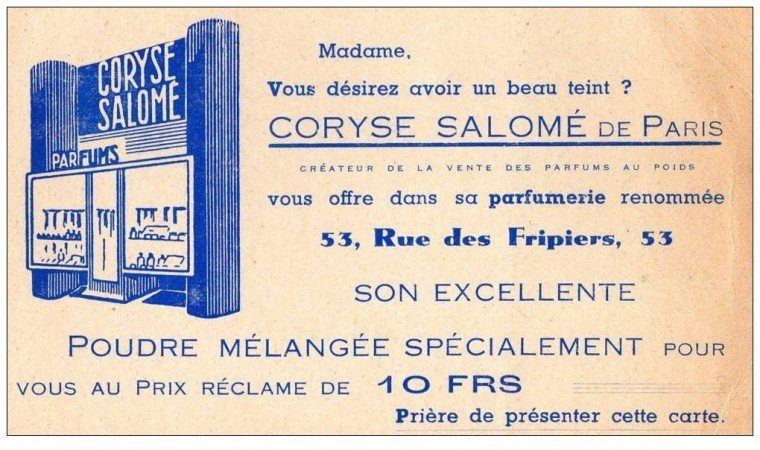 CORYSE
SALOMÉ
PARFUMS
Madame,
Vous désirez avoir un beau teint ?
CORYSE SALOMÉ DE PARIS
CRÉATEUR DE LA VENTE DES PARFUMS AU POIDS
vous offre dans sa parfumerie renommée
53, Rue des Fripiers, 53
SON EXCELLENTE
POUDRE MÉLANGÉE SPÉCIALEMENT POUR
VOUS AU PRIX RÉCLAME DE 10 FRS
Prière de présenter cette carte.